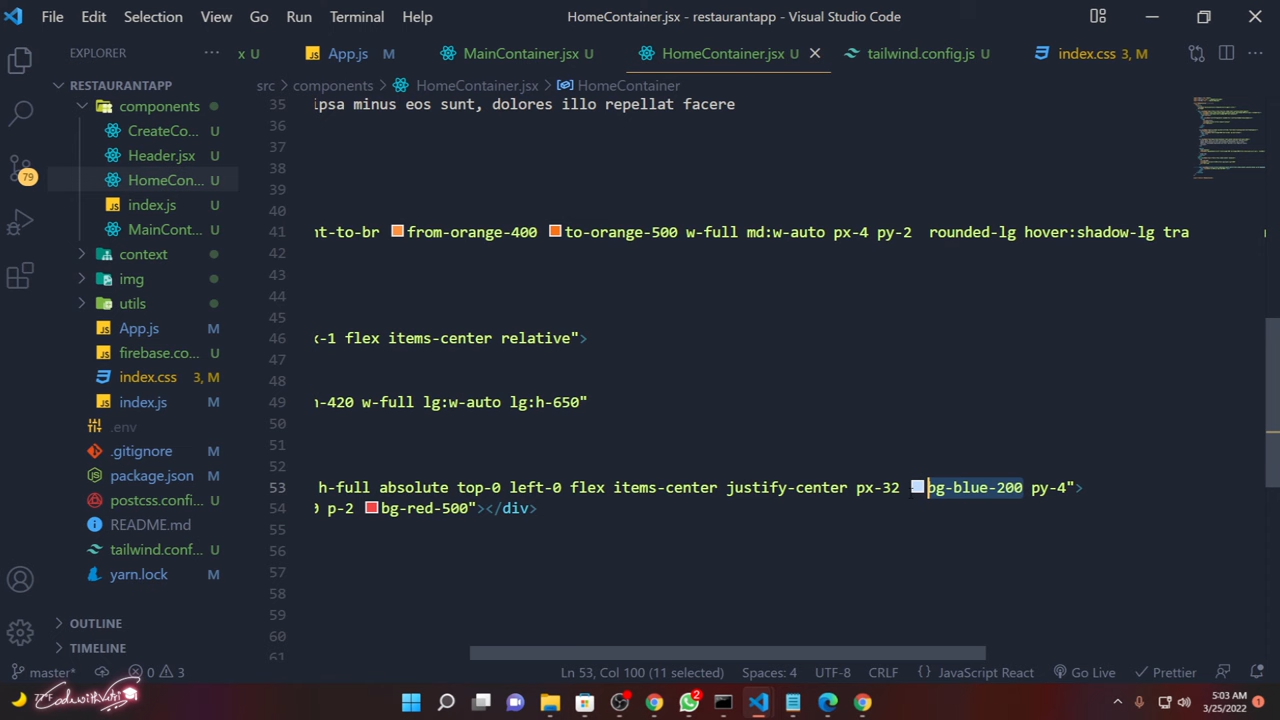 File Edit Selection View Go Run Terminal Help
HomeContainer.jsx - restaurantapp - Visual Studio Code
EXPLORER
x U
App.js M
MainContainer.jsx U
HomeContainer.jsx U
tailwind.config.js U
index.css 3, M
RESTAURANTAPP
src > components > HomeContainer.jsx > HomeContainer
components
CreateCo... U
Header.jsx U
HomeCon... U
index.js U
MainCont... U
context
img
utils
App.js M
firebase.co... U
index.css 3, M
index.js M
.env
.gitignore M
package.json M
postcss.confi... U
README.md
tailwind.conf... U
yarn.lock M
OUTLINE
TIMELINE
35 ipsa minus eos sunt, dolores illo repellat facere
36
37
38
39
40
41 nt-to-br from-orange-400 to-orange-500 w-full md:w-auto px-4 py-2 rounded-lg hover:shadow-lg tra
42
43
44
45
46 x-1 flex items-center relative">
47
48
49 h-420 w-full lg:w-auto lg:h-650"
50
51
52
53 h-full absolute top-0 left-0 flex items-center justify-center px-32 bg-blue-200 py-4">
54 0 p-2 bg-red-500"></div>
55
56
57
58
59
60
61
79
master* 0 3
Ln 53, Col 100 (11 selected) Spaces: 4 UTF-8 CRLF {} JavaScript React Go Live Prettier
CodewithVetri
2
5:03 AM
3/25/2022
1